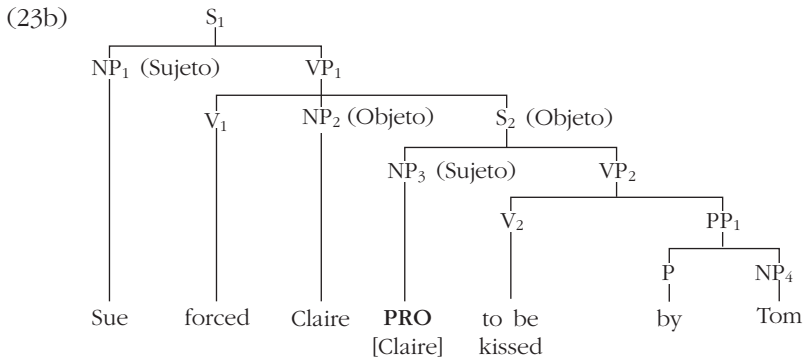 (23b) S₁
NP₁ (Sujeto) VP₁
V₁ NP₂ (Objeto) S₂ (Objeto)
NP₃ (Sujeto) VP₂
V₂ PP₁
P NP₄
Sue forced Claire PRO to be by Tom
[Claire] kissed